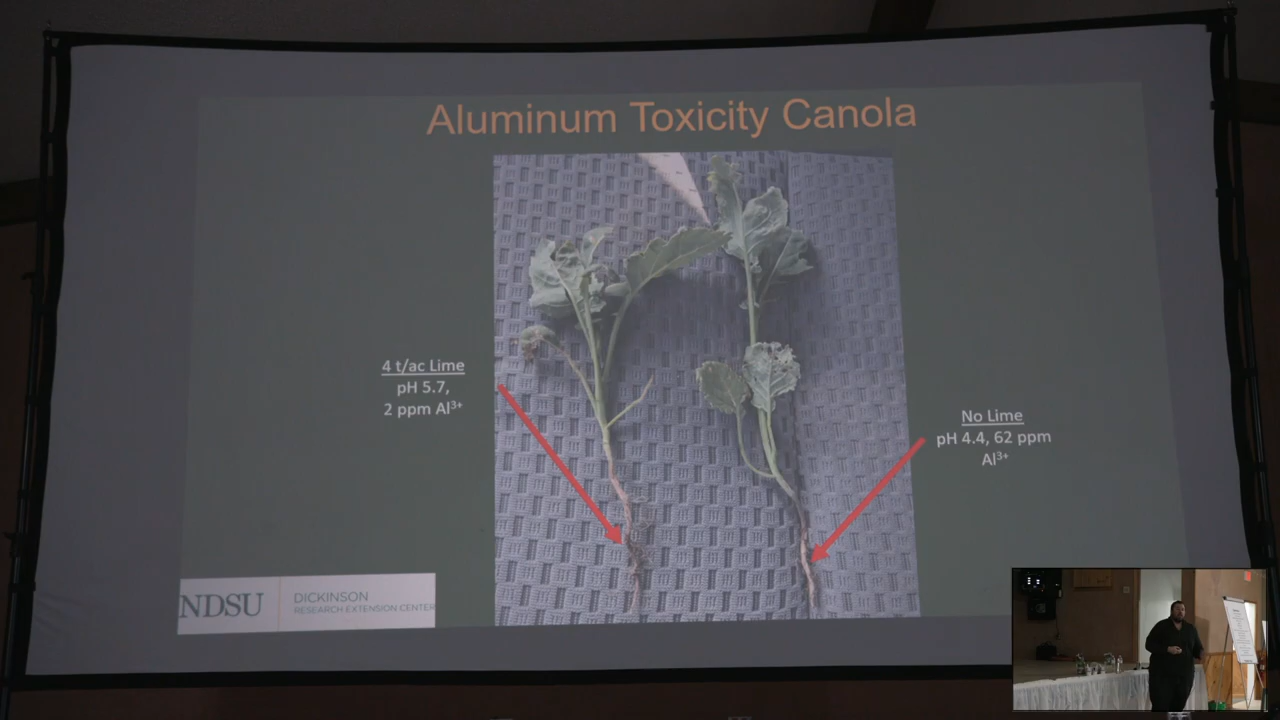 Aluminum Toxicity Canola
4 t/ac Lime
pH 5.7,
2 ppm Al³⁺
No Lime
pH 4.4, 62 ppm
Al³⁺
NDSU
DICKINSON
RESEARCH EXTENSION CENTER